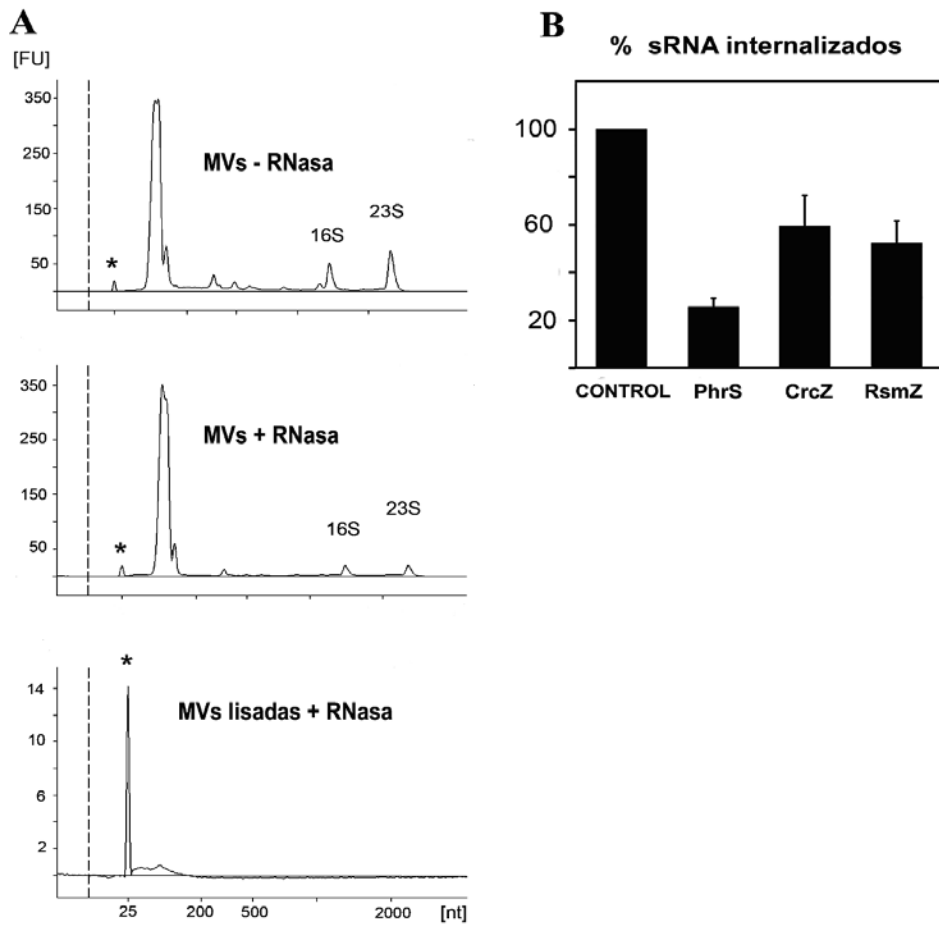 A
[FU]
350
250
150
50
*
MVs - RNasa
16S
23S
350
250
150
50
*
MVs + RNasa
16S
23S
14
10
6
2
*
MVs lisadas + RNasa
25 200 500 2000 [nt]
B
% sRNA internalizados
100
60
20
CONTROL PhrS CrcZ RsmZ